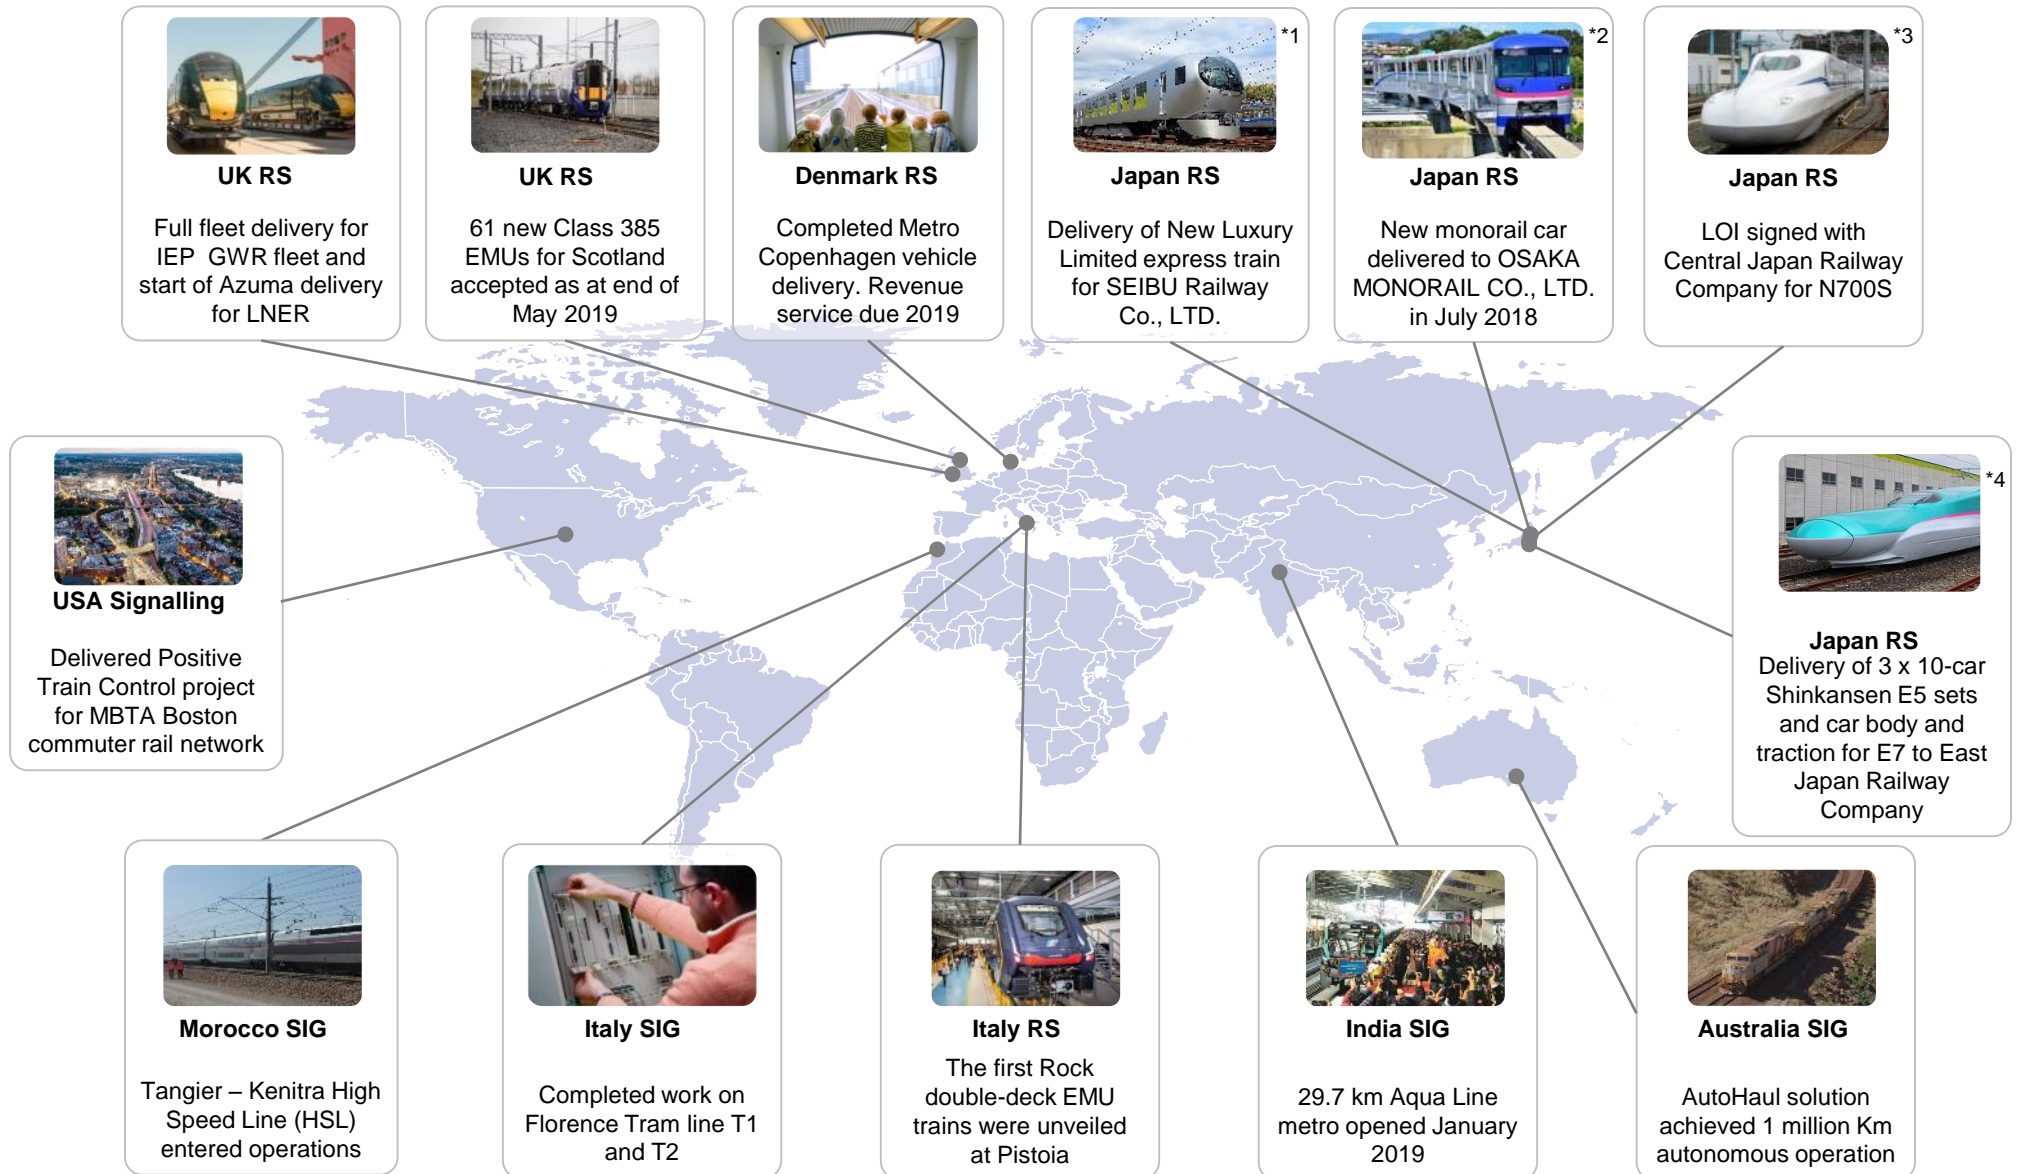 *1
*2
*3
UK RS
Full fleet delivery for
IEP GWR fleet and
start of Azuma delivery
for LNER
UK RS
61 new Class 385
EMUs for Scotland
accepted as at end of
May 2019
Denmark RS
Completed Metro
Copenhagen vehicle
delivery. Revenue
service due 2019
Japan RS
Delivery of New Luxury
Limited express train
for SEIBU Railway
Co., LTD.
Japan RS
New monorail car
delivered to OSAKA
MONORAIL CO., LTD.
in July 2018
Japan RS
LOI signed with
Central Japan Railway
Company for N700S
USA Signalling
Delivered Positive
Train Control project
for MBTA Boston
commuter rail network
*4
Japan RS
Delivery of 3 x 10-car
Shinkansen E5 sets
and car body and
traction for E7 to East
Japan Railway
Company
Morocco SIG
Tangier – Kenitra High
Speed Line (HSL)
entered operations
Italy SIG
Completed work on
Florence Tram line T1
and T2
Italy RS
The first Rock
double-deck EMU
trains were unveiled
at Pistoia
India SIG
29.7 km Aqua Line
metro opened January
2019
Australia SIG
AutoHaul solution
achieved 1 million Km
autonomous operation